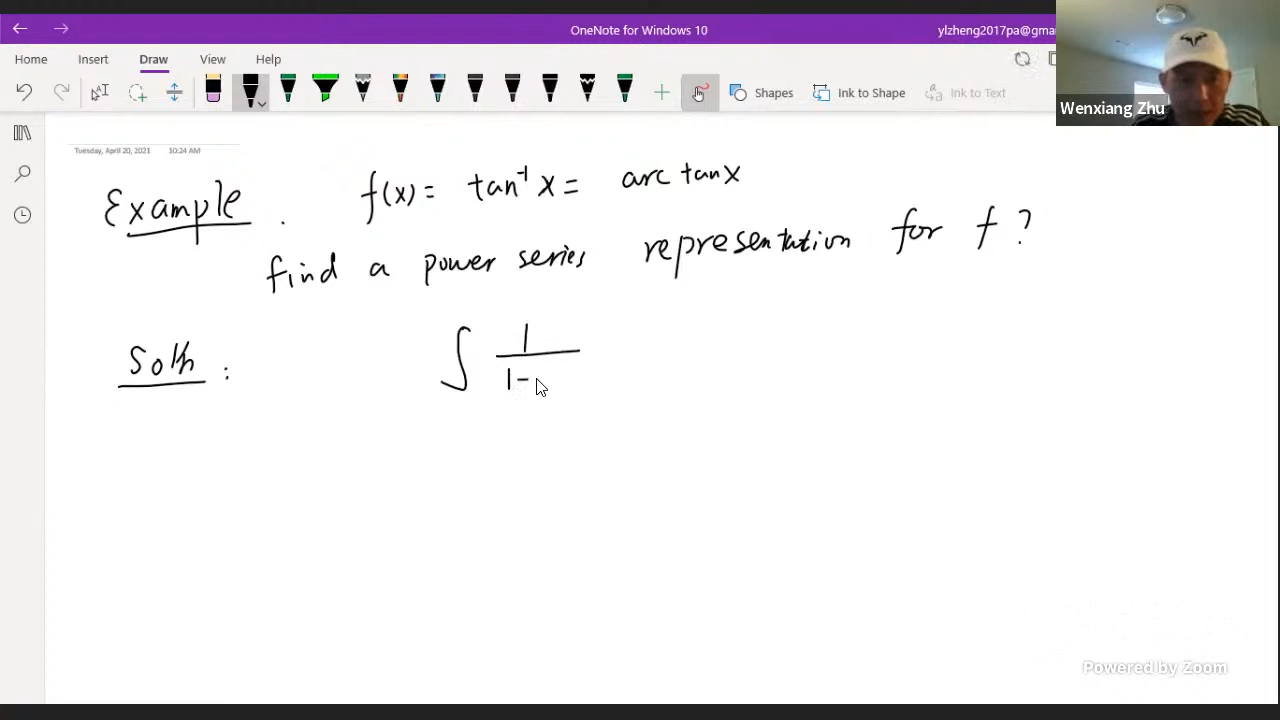 OneNote for Windows 10
ylzheng2017pa@gma
Home Insert Draw View Help
Shapes Ink to Shape Ink to Text
Wenxiang Zhu
Tuesday, April 20, 2021 10:24 AM
Example . f(x) = tan⁻¹ x = arc tan x
find a power series representation for f ?
Soln : ∫ 1/1-
Powered by Zoom